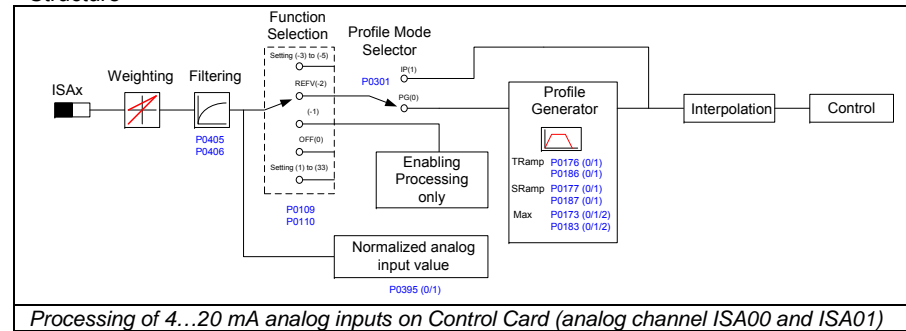 Structure
Function
Selection
Profile Mode
Selector
Setting (-3) to (-5)
IP(1)
Weighting
Filtering
P0301
ISAx
REFV(-2)
PG(0)
Profile
Generator
(-1)
Interpolation
Control
P0405
P0406
OFF(0)
Enabling
Processing
only
TRamp P0176 (0/1)
P0186 (0/1)
Setting (1) to (33)
SRamp P0177 (0/1)
P0187 (0/1)
P0109
P0110
Max P0173 (0/1/2)
P0183 (0/1/2)
Normalized analog
input value
P0395 (0/1)
Processing of 4…20 mA analog inputs on Control Card (analog channel ISA00 and ISA01)